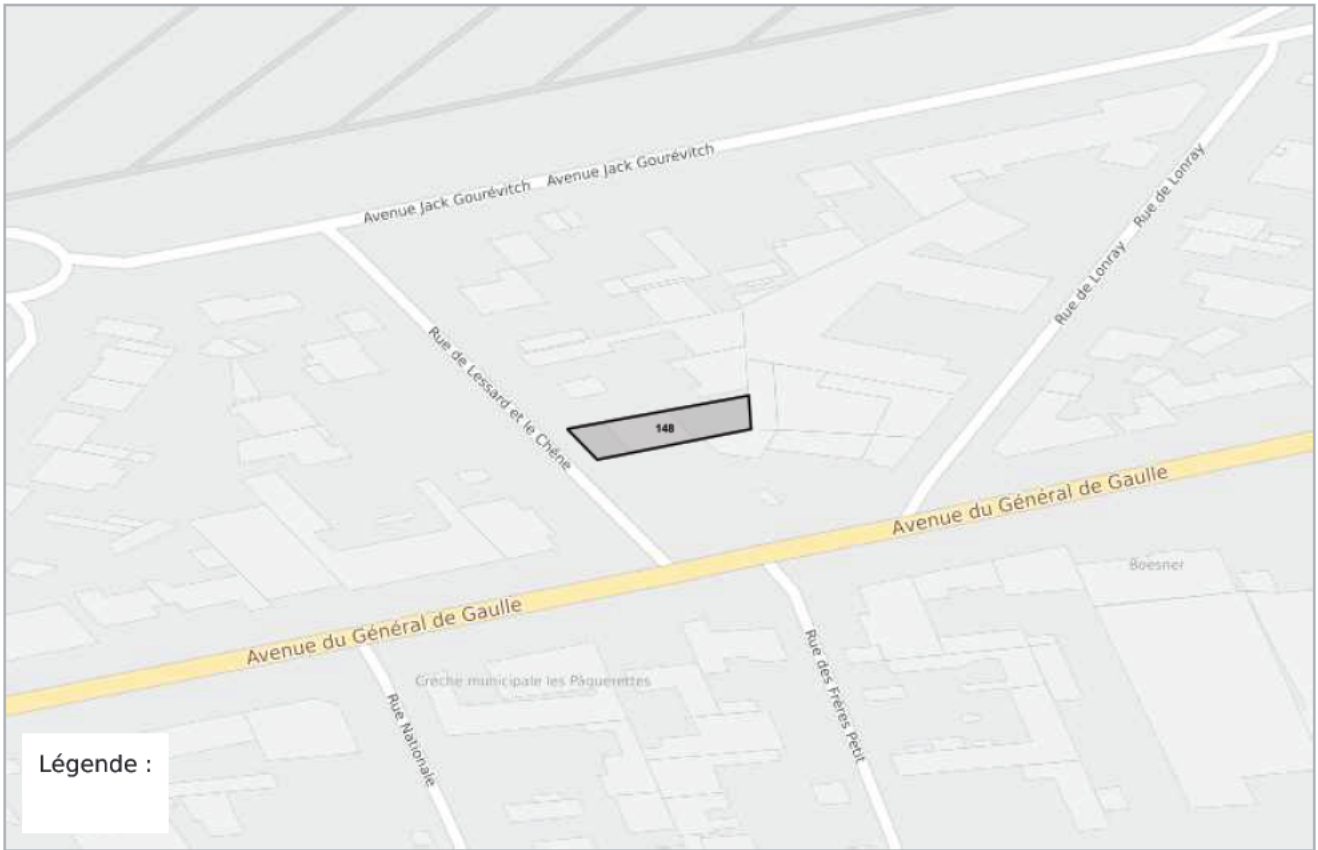 Avenue Jack Gourévitch
Avenue Jack Gourévitch
Rue de Lonray
Rue de Lonray
Rue de Lessard et le Chêne
148
Avenue du Général de Gaulle
Boesner
Avenue du Général de Gaulle
Crèche municipale les Pâquerettes
Rue des Frères Petit
Rue Nationale
Légende :